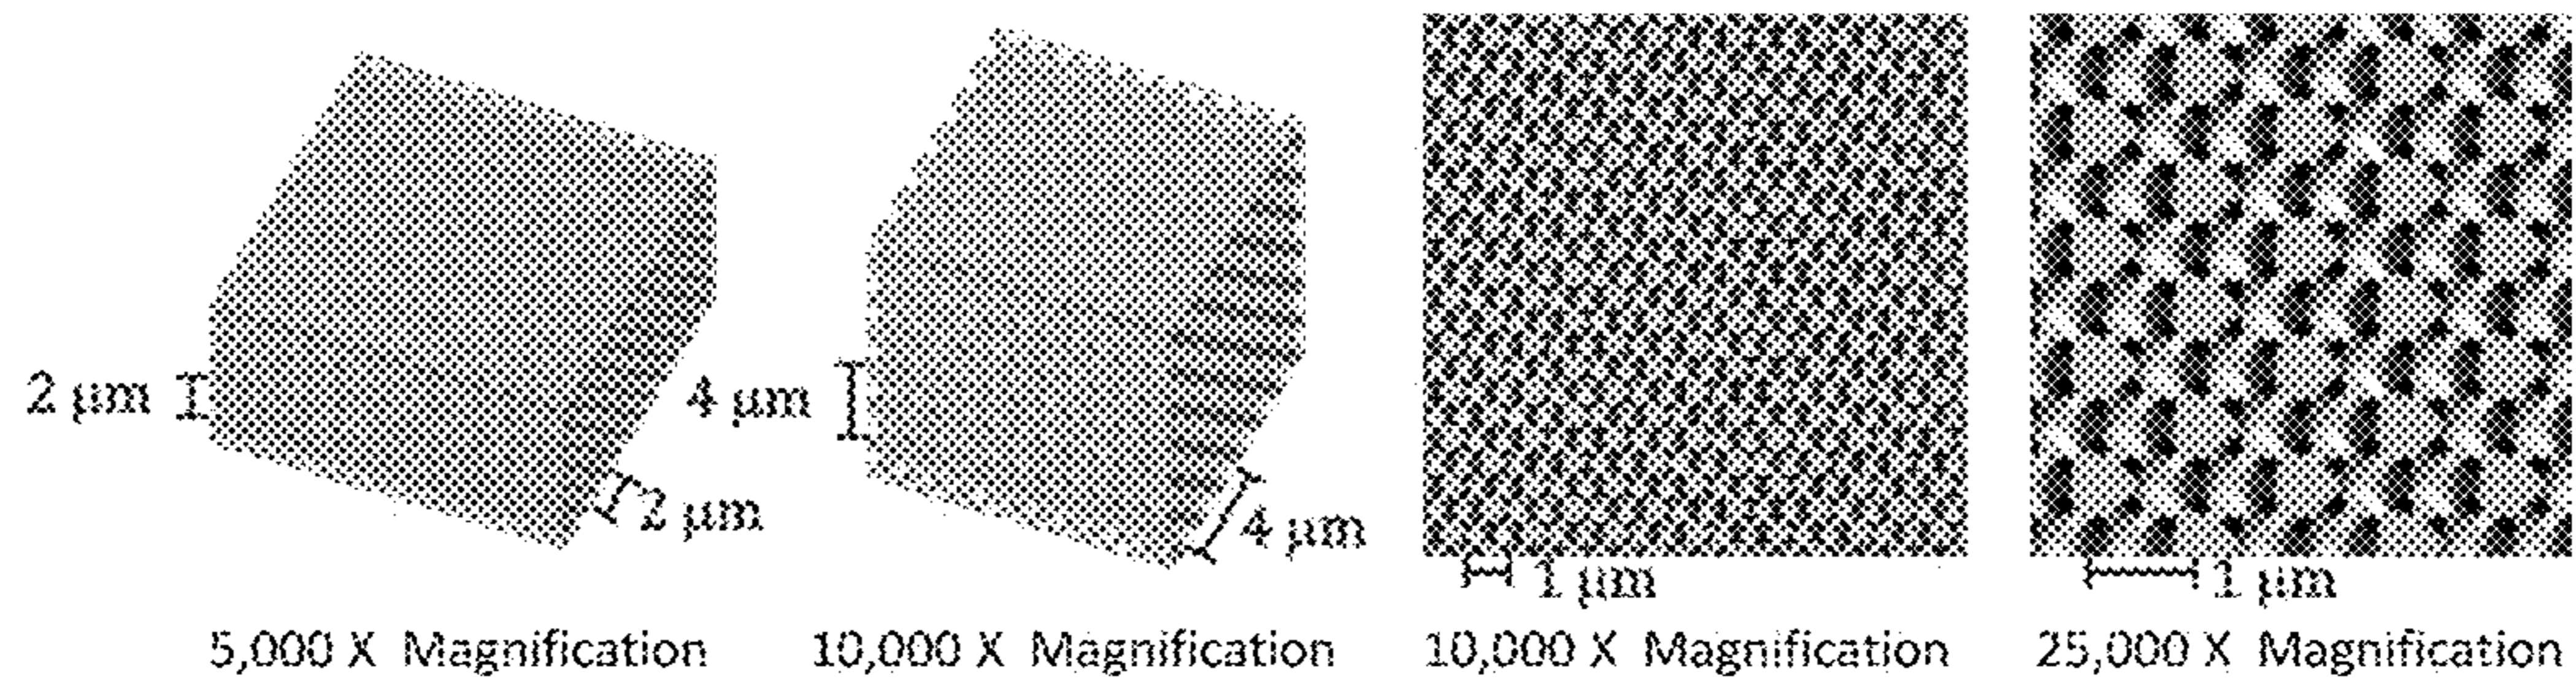 2 μm
2 μm
4 μm
4 μm
1 μm
1 μm
5,000 X Magnification
10,000 X Magnification
10,000 X Magnification
25,000 X Magnification